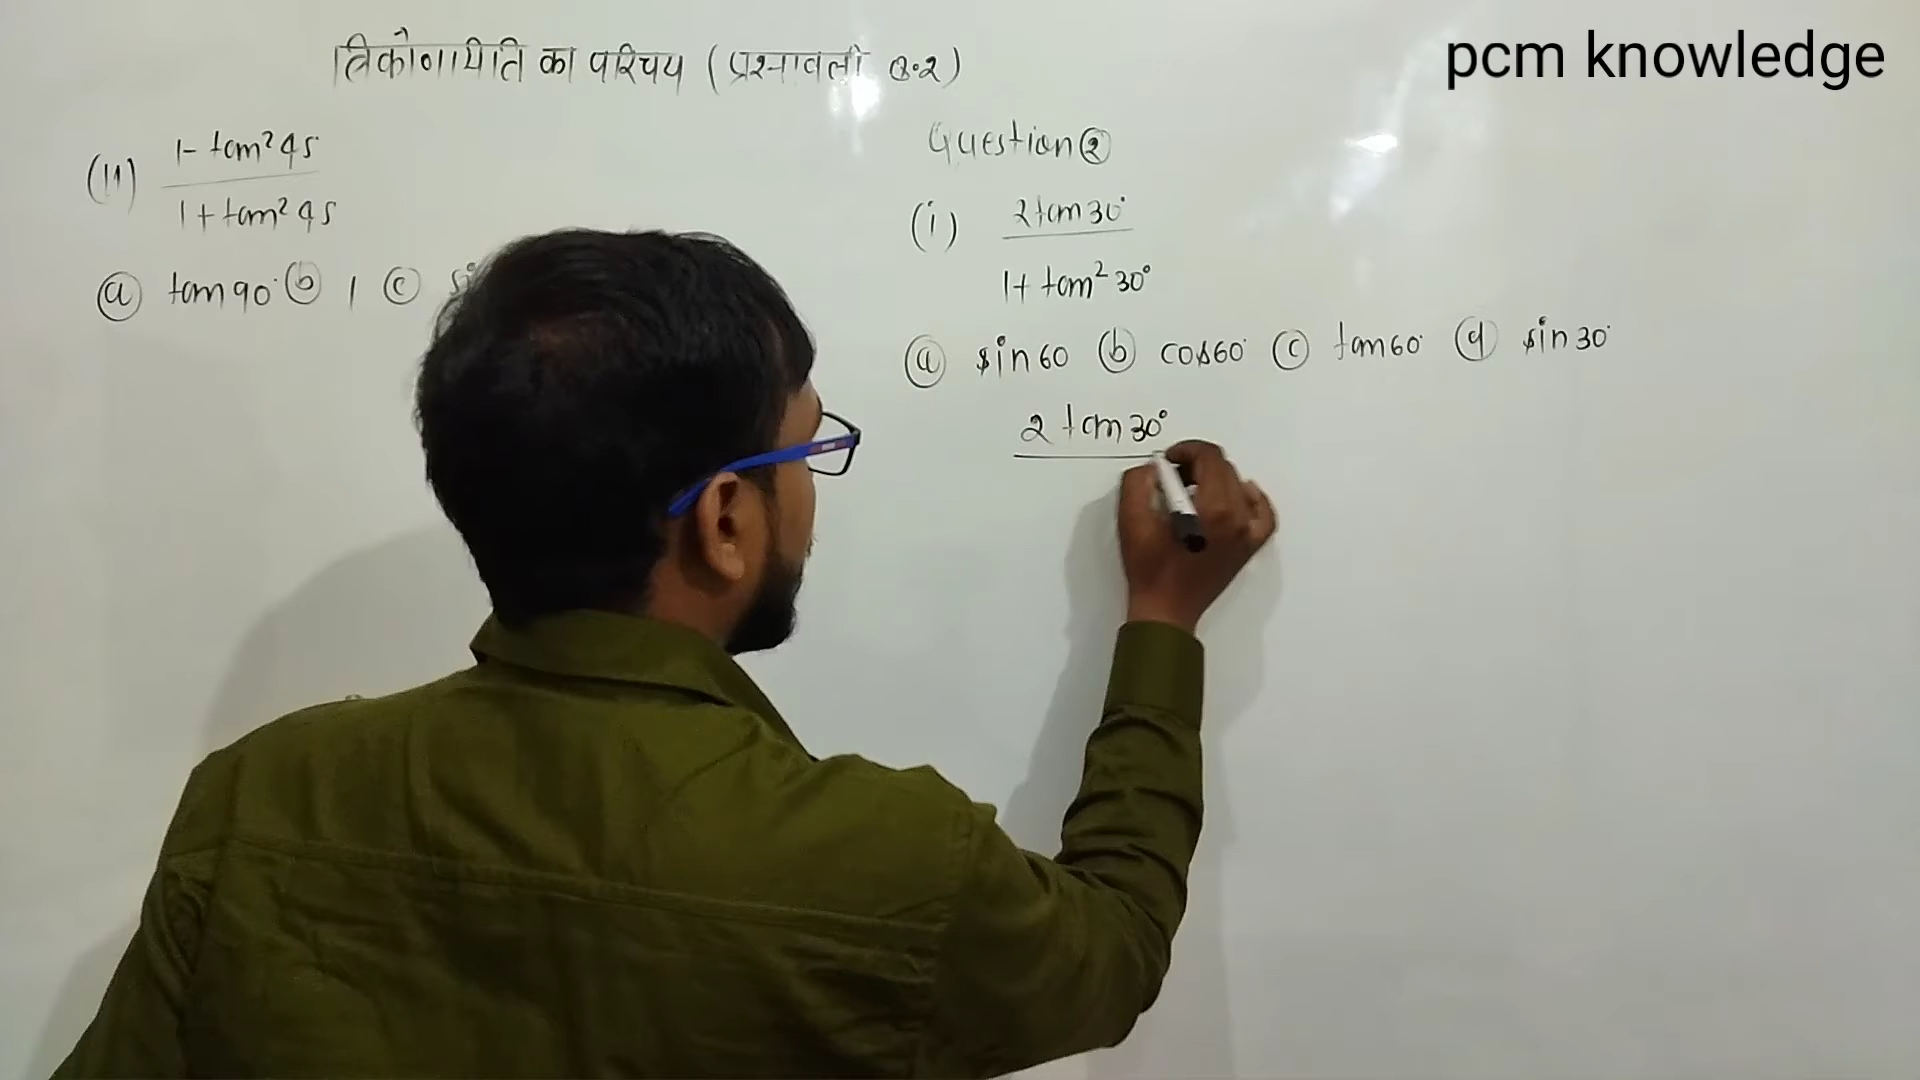 pcm knowledge
त्रिकोणमिति का परिचय (प्रश्नावली 8.2)
(ii) 1 - tan² 45°
1 + tan² 45
ⓐ tan 90° ⓑ 1 ⓒ
Question ②
(i) 2 tan 30°
1 + tan² 30°
ⓐ sin 60 ⓑ cos 60° ⓒ tan 60° ⓓ sin 30°
2 tan 30°